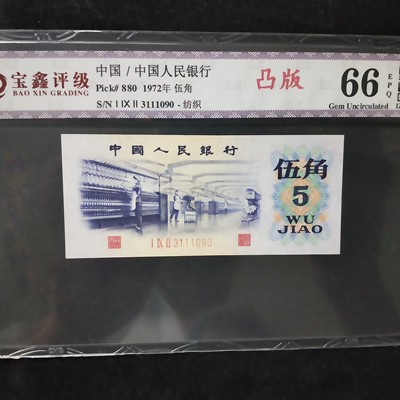 宝鑫评级
BAO XIN GRADING
中国 / 中国人民银行
Pick# 880 1972年 伍角
S/N I IX II 3111090 - 纺织
凸版
66
EPQ
Gem Uncirculated
中國人民銀行
伍角
5
WU
JIAO
I IX II 3111090